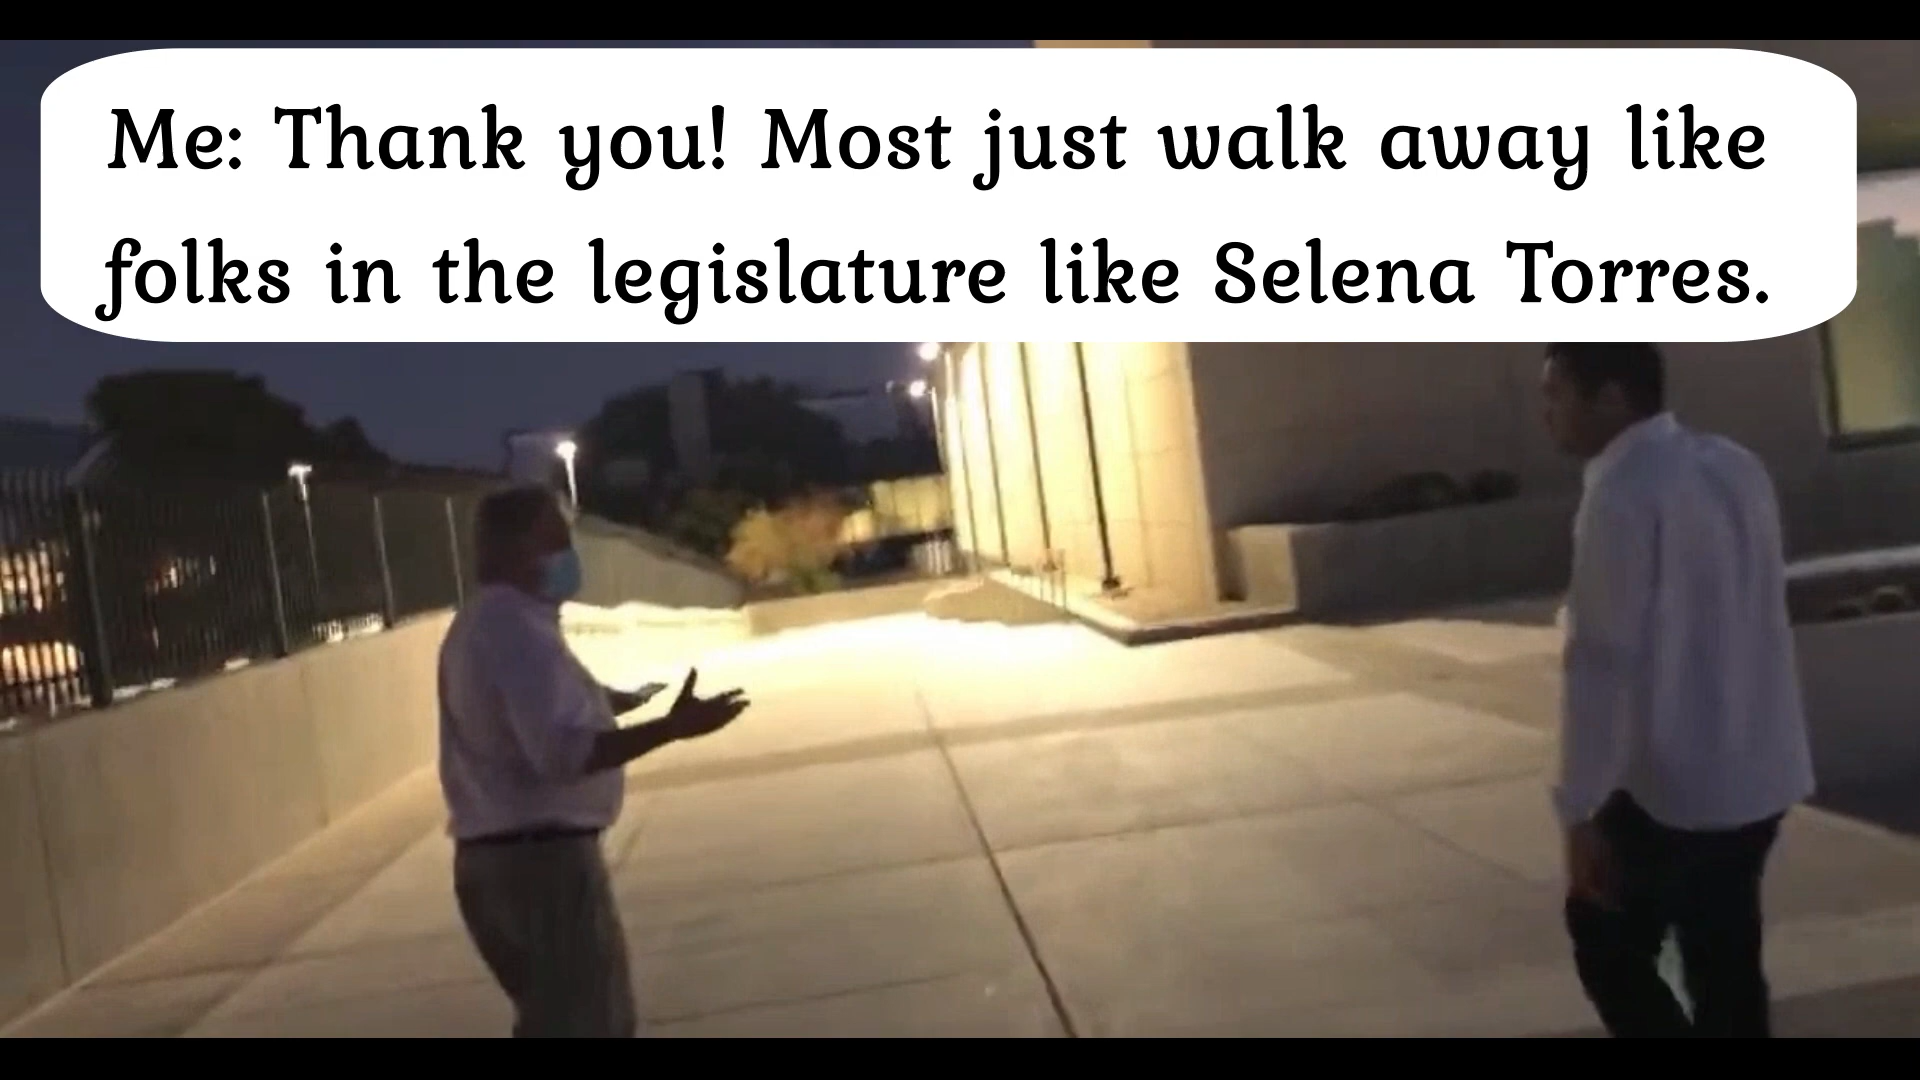 Me: Thank you! Most just walk away like
folks in the legislature like Selena Torres.